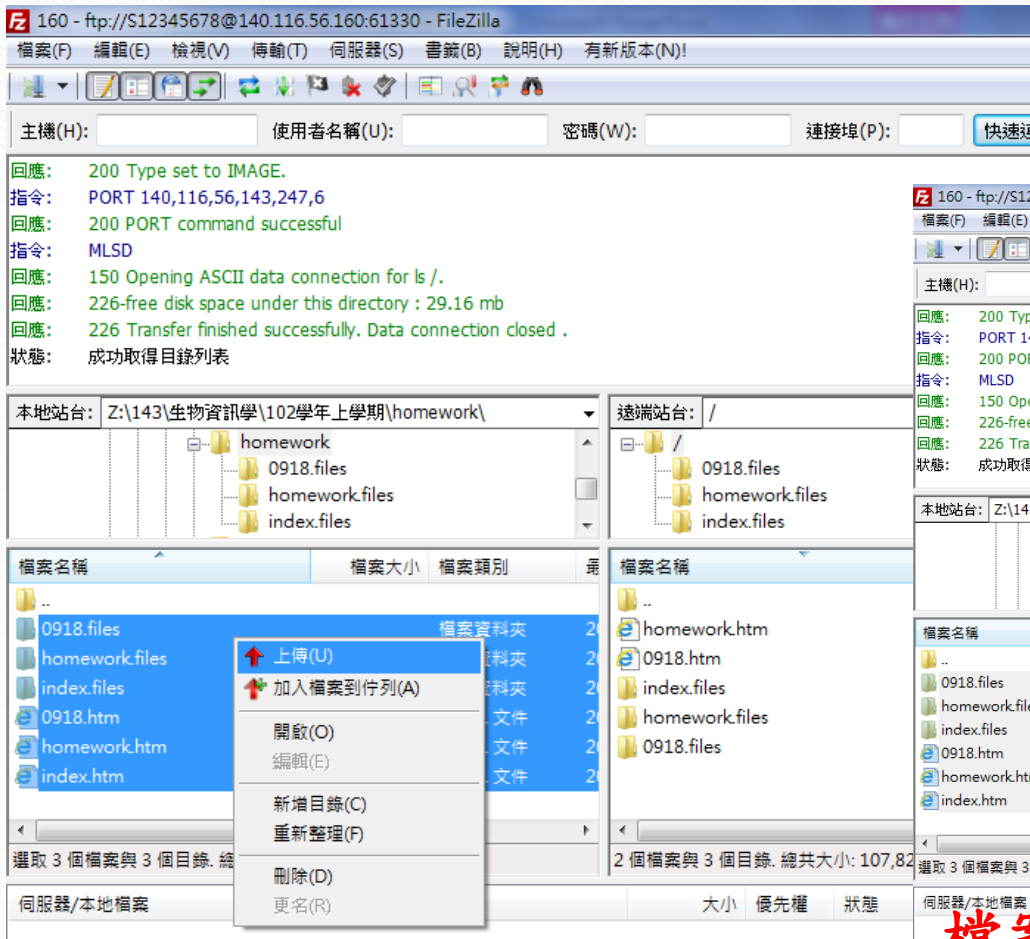 160 - ftp://S12345678@140.116.56.160:61330 - FileZilla
檔案(F) 編輯(E) 檢視(V) 傳輸(T) 伺服器(S) 書籤(B) 說明(H) 有新版本(N)!
主機(H): 使用者名稱(U): 密碼(W): 連接埠(P): 快速
回應: 200 Type set to IMAGE.
指令: PORT 140,116,56,143,247,6
回應: 200 PORT command successful
指令: MLSD
回應: 150 Opening ASCII data connection for ls /.
回應: 226-free disk space under this directory : 29.16 mb
回應: 226 Transfer finished successfully. Data connection closed .
狀態: 成功取得目錄列表
本地站台: Z:\143\生物資訊學\102學年上學期\homework\
homework
0918.files
homework.files
index.files
遠端站台: /
/
0918.files
homework.files
index.files
檔案名稱 檔案大小 檔案類別
..
0918.files 檔案資料夾 2
homework.files 料夾 2
index.files 料夾 2
0918.htm 文件 2
homework.htm 文件 2
index.htm 文件 2
選取 3 個檔案與 3 個目錄. 總
上傳(U)
加入檔案到佇列(A)
開啟(O)
編輯(E)
新增目錄(C)
重新整理(F)
刪除(D)
更名(R)
檔案名稱
..
homework.htm
0918.htm
index.files
homework.files
0918.files
2 個檔案與 3 個目錄. 總共大小: 107,82
伺服器/本地檔案 大小 優先權 狀態
160 - ftp://S12
檔案(F) 編輯(E)
主機(H):
回應: 200 Typ
指令: PORT 14
回應: 200 POR
指令: MLSD
回應: 150 Ope
回應: 226-free
回應: 226 Tra
狀態: 成功取得
本地站台: Z:\14
檔案名稱
..
0918.files
homework.file
index.files
0918.htm
homework.htm
index.htm
選取 3 個檔案與 3
伺服器/本地檔案
檔案